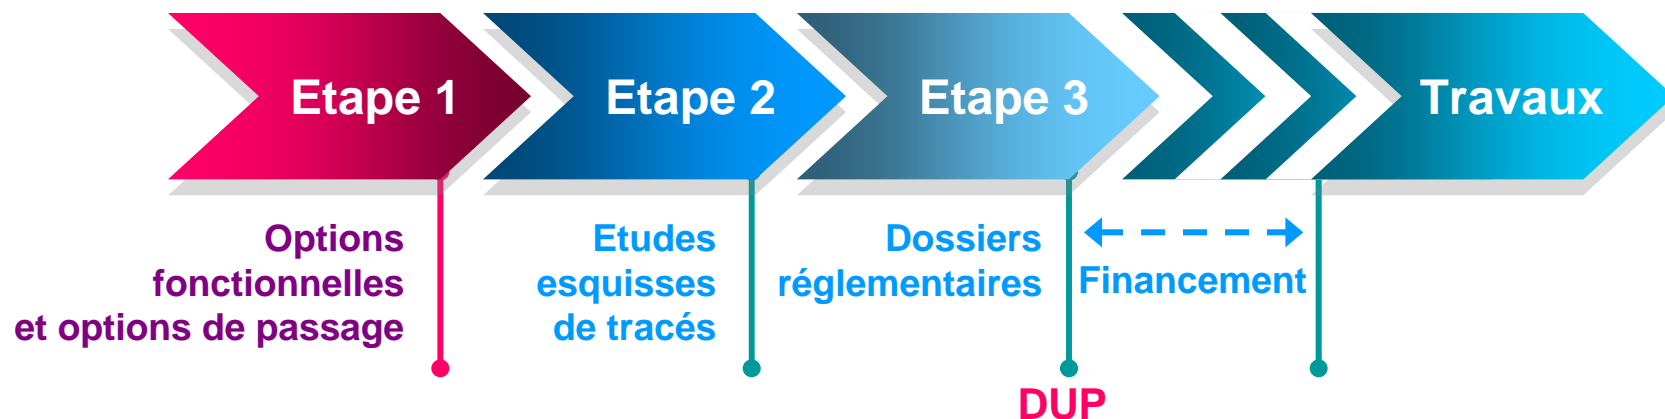 Etape 1
Etape 2
Etape 3
Travaux
Options
fonctionnelles
et options de passage
Etudes
esquisses
de tracés
Dossiers
réglementaires
Financement
DUP